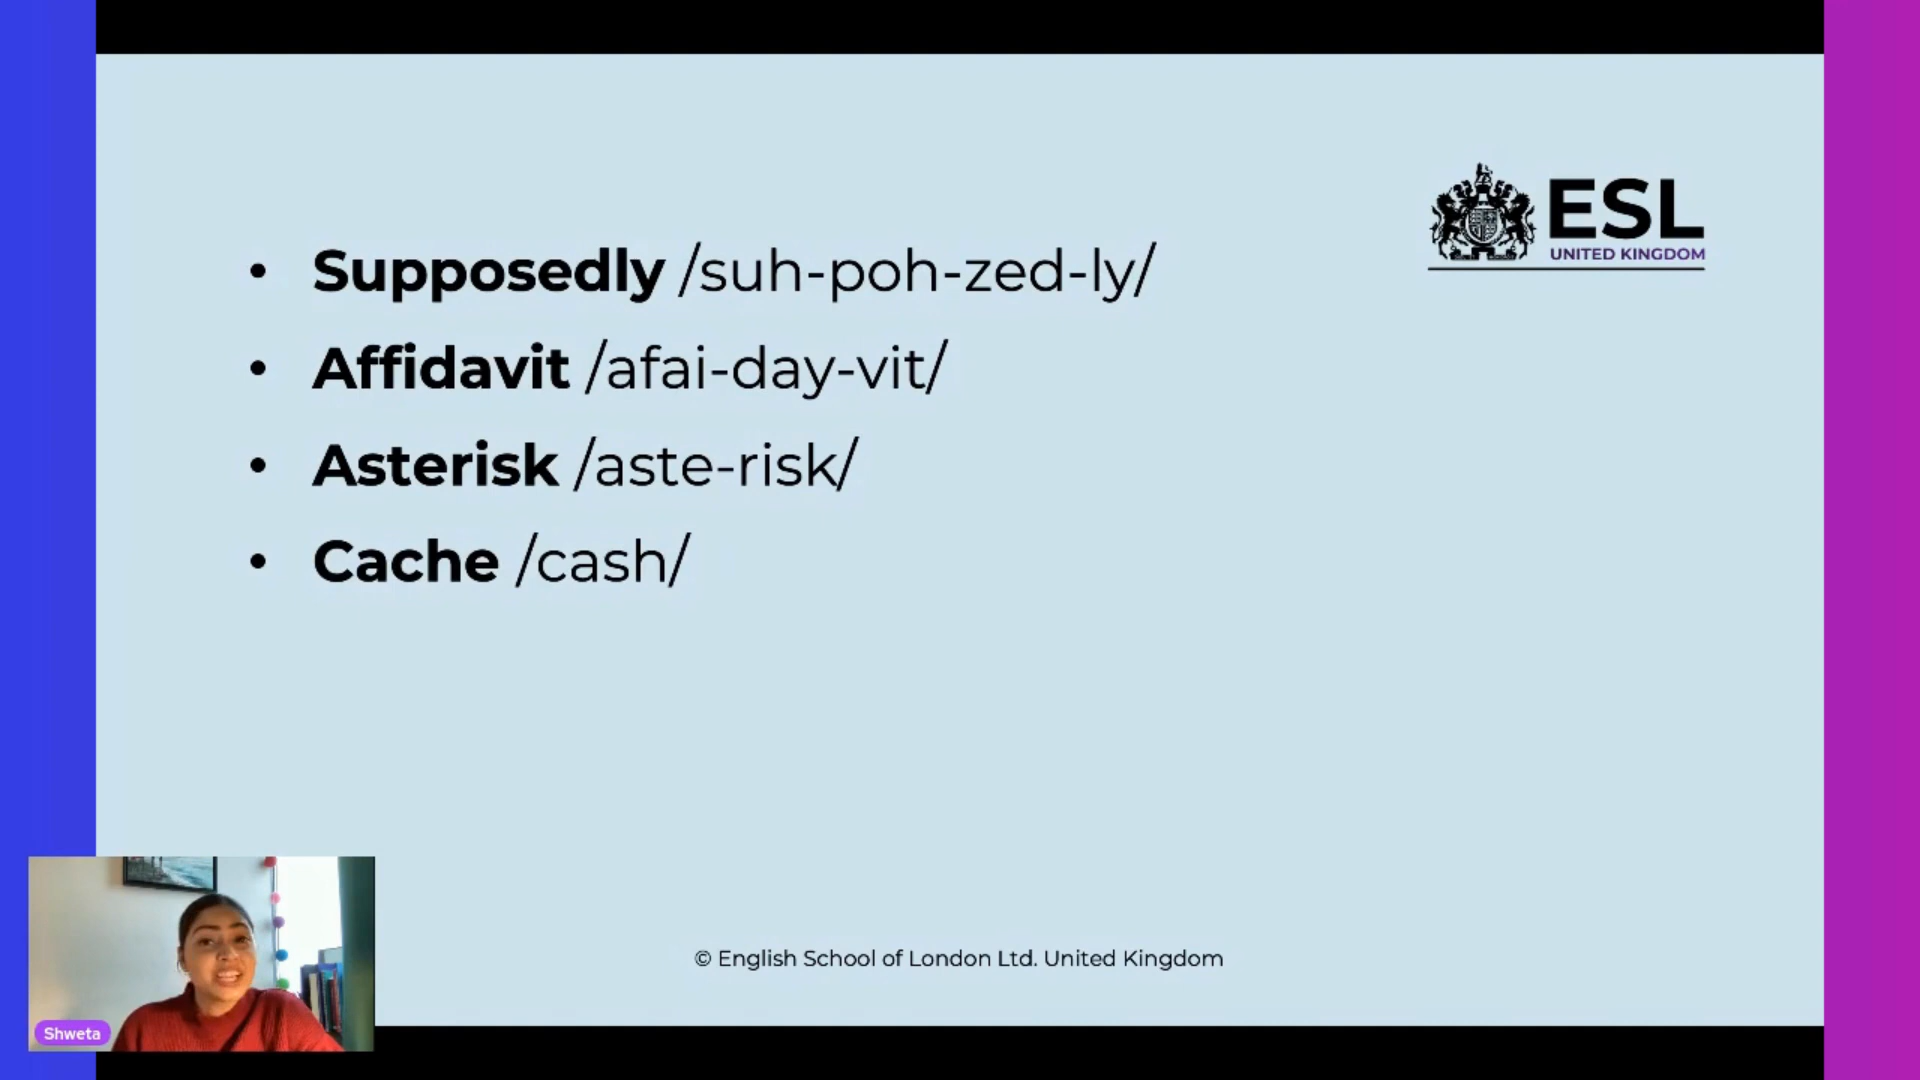 ESL
UNITED KINGDOM
• Supposedly /suh-poh-zed-ly/
• Affidavit /afai-day-vit/
• Asterisk /aste-risk/
• Cache /cash/
© English School of London Ltd. United Kingdom
Shweta